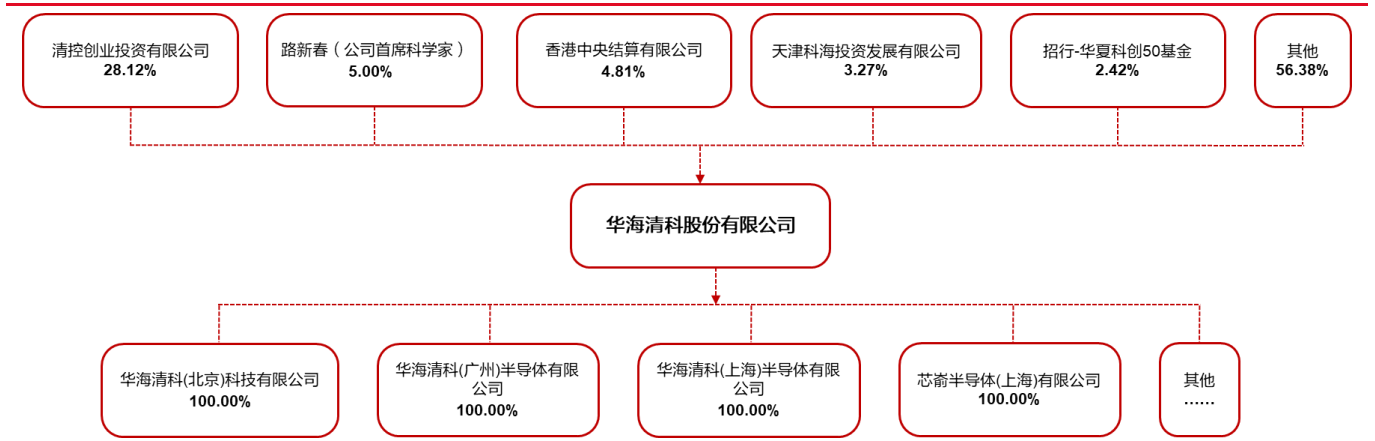 清控创业投资有限公司
28.12%
路新春（公司首席科学家）
5.00%
香港中央结算有限公司
4.81%
天津科海投资发展有限公司
3.27%
招行-华夏科创50基金
2.42%
其他
56.38%
华海清科股份有限公司
华海清科(北京)科技有限公司
100.00%
华海清科(广州)半导体有限
公司
100.00%
华海清科(上海)半导体有限
公司
100.00%
芯嵛半导体(上海)有限公司
100.00%
其他
……